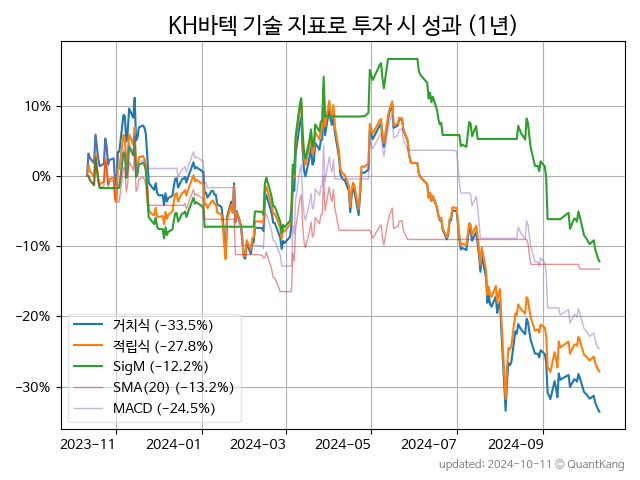 KH바텍 기술 지표로 투자 시 성과 (1년)
10%
0%
−10%
−20%
−30%
거치식 (−33.5%)
적립식 (−27.8%)
SigM (−12.2%)
SMA(20) (−13.2%)
MACD (−24.5%)
2023−11 2024−01 2024−03 2024−05 2024−07 2024−09
updated: 2024-10-11 © QuantKang